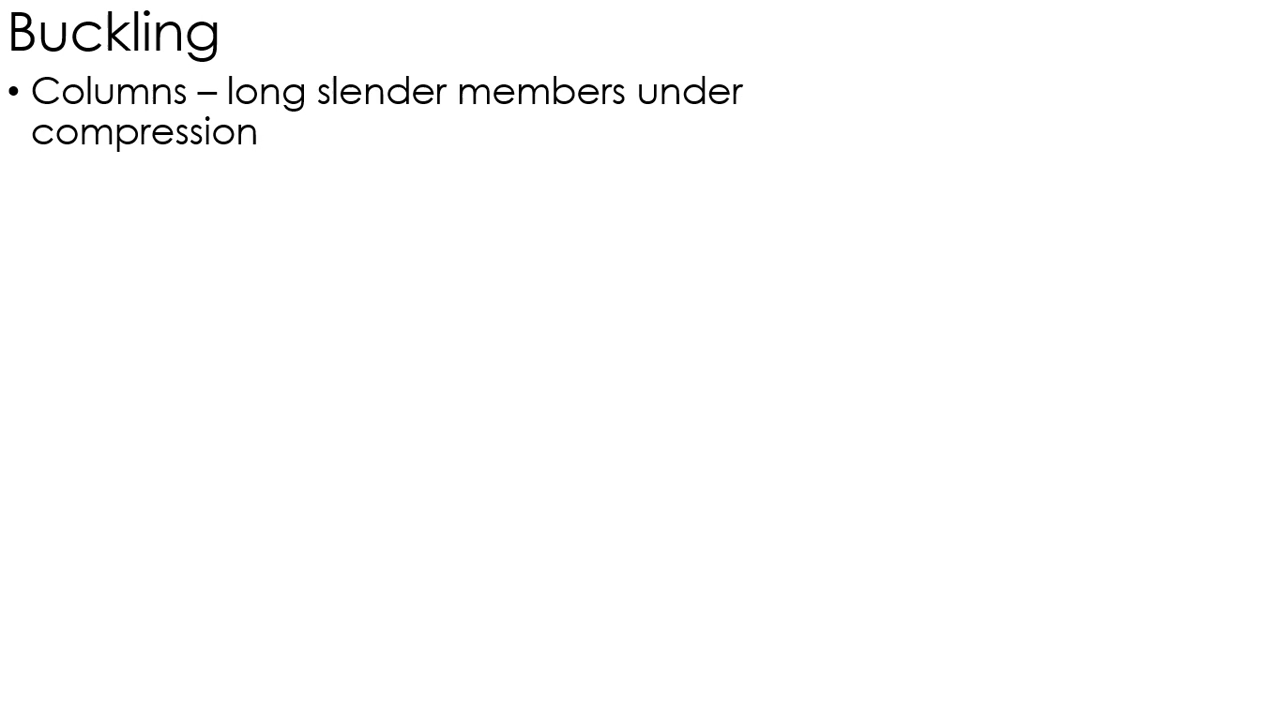 Buckling
• Columns – long slender members under
compression